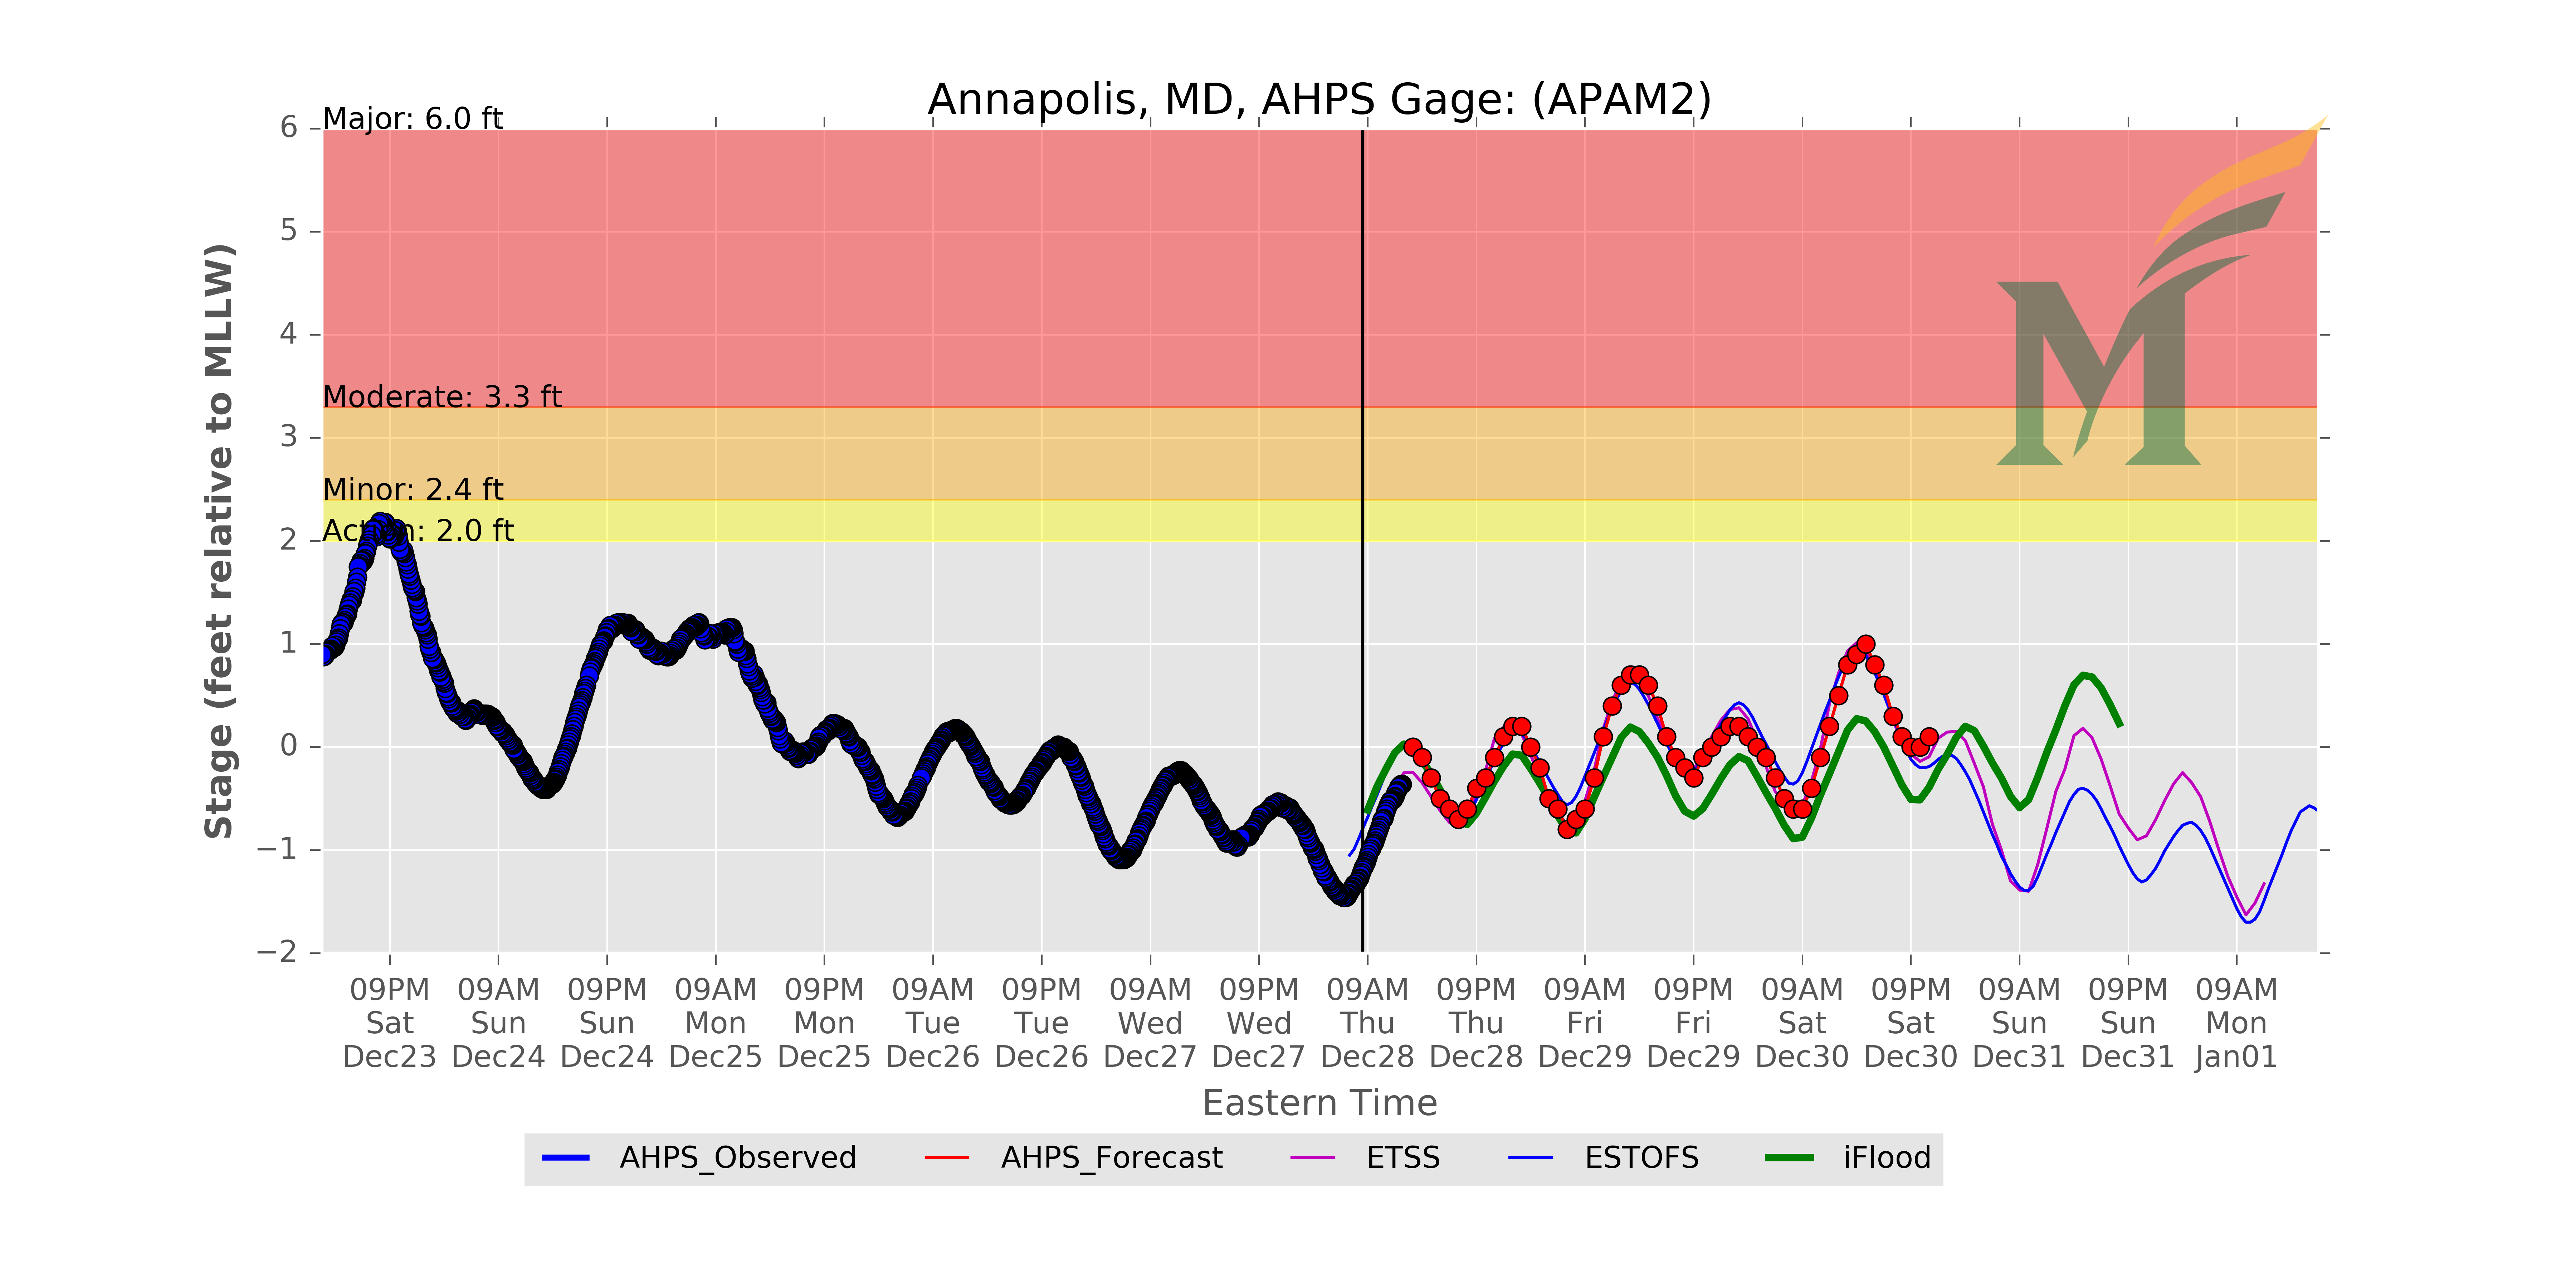 Annapolis, MD, AHPS Gage: (APAM2)
Major: 6.0 ft
Moderate: 3.3 ft
Minor: 2.4 ft
Action: 2.0 ft
Stage (feet relative to MLLW)
6
5
4
3
2
1
0
−1
−2
09PM 09AM 09PM 09AM 09PM 09AM 09PM 09AM 09PM 09AM 09PM 09AM 09PM 09AM 09PM 09AM 09PM 09AM
Sat Sun Sun Mon Mon Tue Tue Wed Wed Thu Thu Fri Fri Sat Sat Sun Sun Mon
Dec23 Dec24 Dec24 Dec25 Dec25 Dec26 Dec26 Dec27 Dec27 Dec28 Dec28 Dec29 Dec29 Dec30 Dec30 Dec31 Dec31 Jan01
Eastern Time
AHPS_Observed AHPS_Forecast ETSS ESTOFS iFlood
M